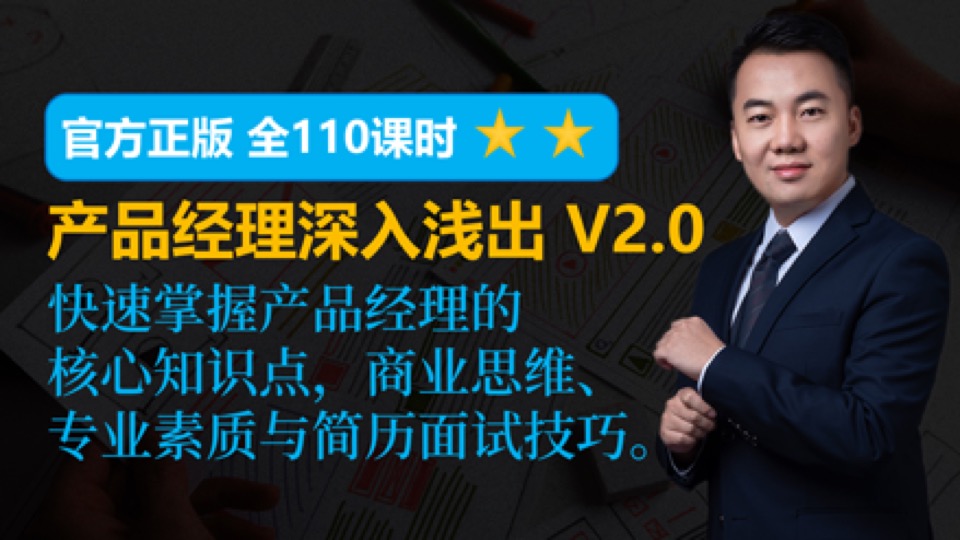 官方正版 全110课时
产品经理深入浅出 V2.0
快速掌握产品经理的
核心知识点，商业思维、
专业素质与简历面试技巧。